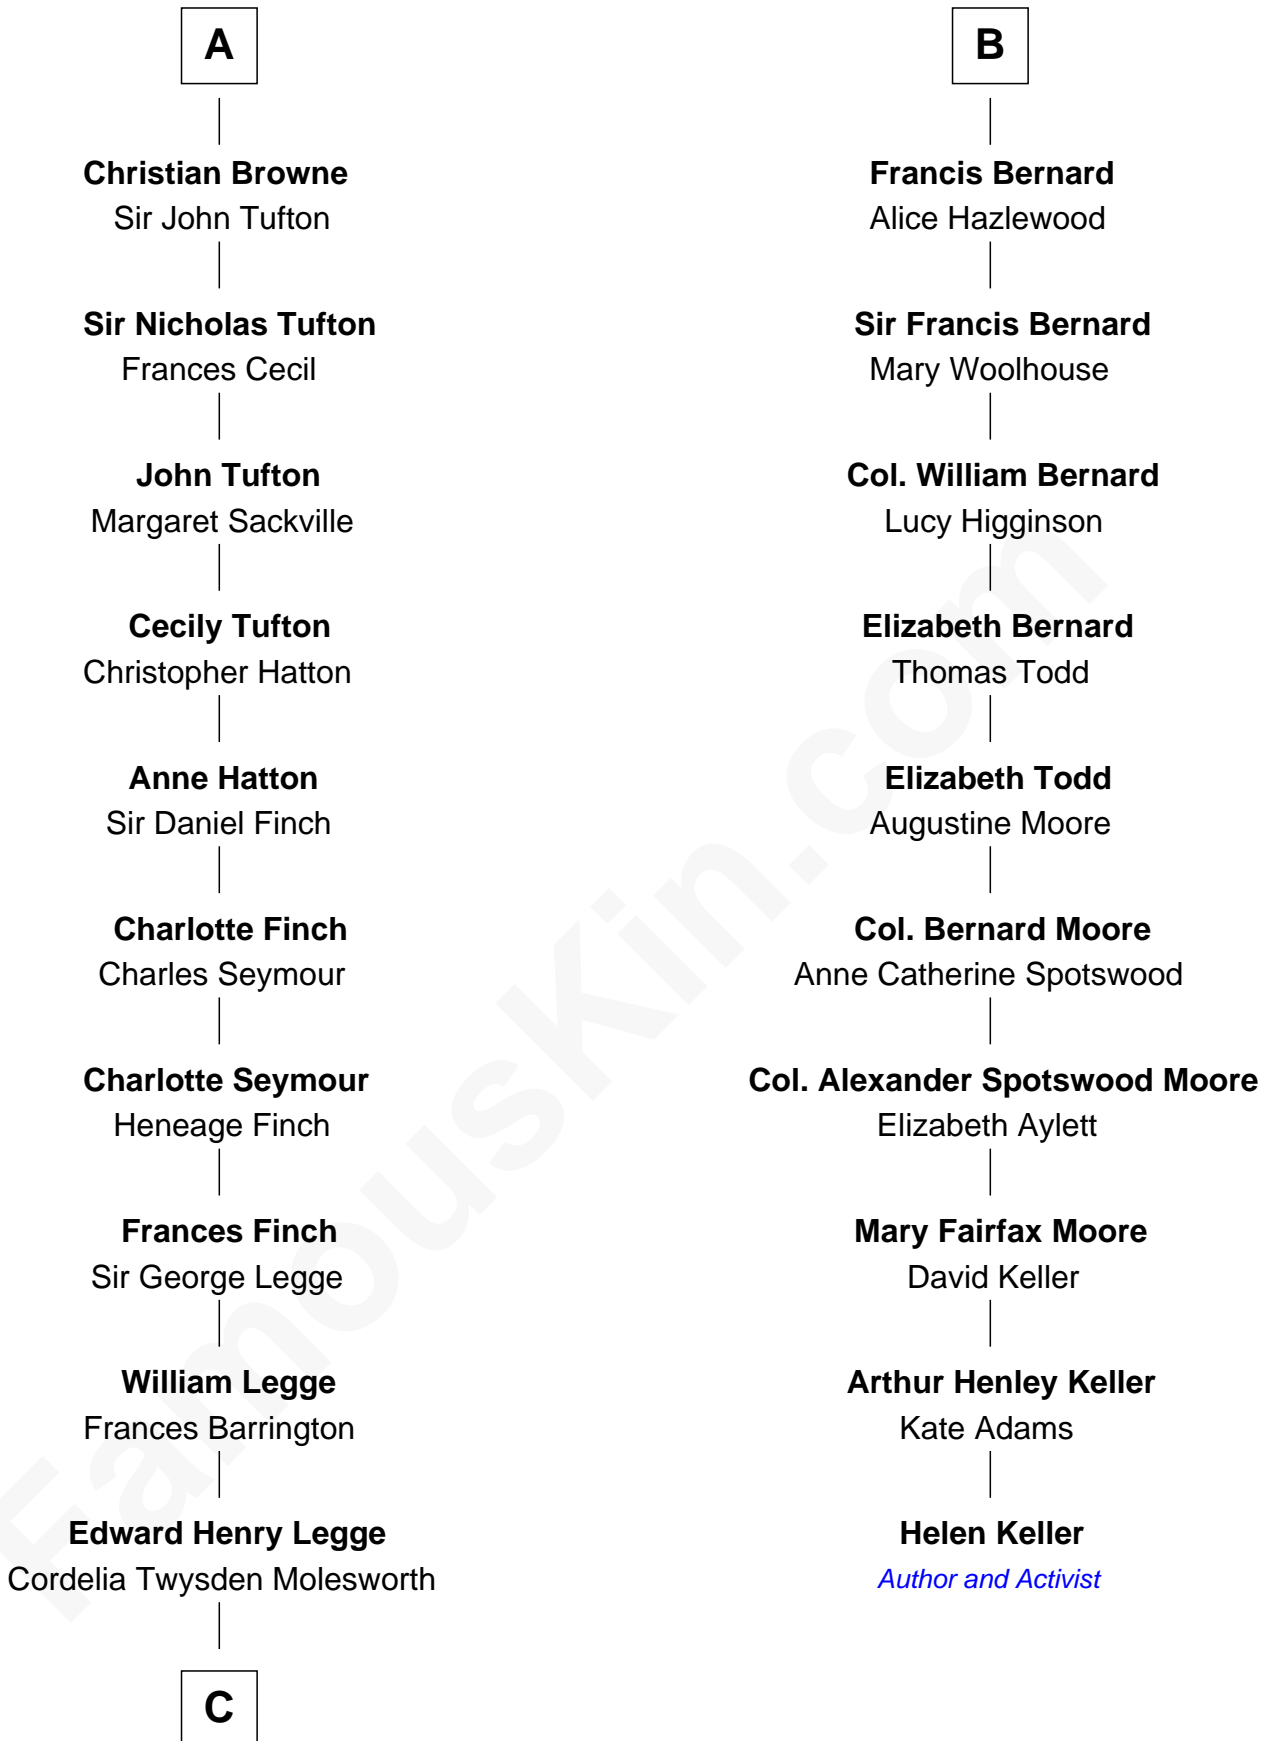 A
Christian Browne
Sir John Tufton
Sir Nicholas Tufton
Frances Cecil
John Tufton
Margaret Sackville
Cecily Tufton
Christopher Hatton
Anne Hatton
Sir Daniel Finch
Charlotte Finch
Charles Seymour
Charlotte Seymour
Heneage Finch
Frances Finch
Sir George Legge
William Legge
Frances Barrington
Edward Henry Legge
Cordelia Twysden Molesworth
C
B
Francis Bernard
Alice Hazlewood
Sir Francis Bernard
Mary Woolhouse
Col. William Bernard
Lucy Higginson
Elizabeth Bernard
Thomas Todd
Elizabeth Todd
Augustine Moore
Col. Bernard Moore
Anne Catherine Spotswood
Col. Alexander Spotswood Moore
Elizabeth Aylett
Mary Fairfax Moore
David Keller
Arthur Henley Keller
Kate Adams
Helen Keller
Author and Activist
FamousKin.com